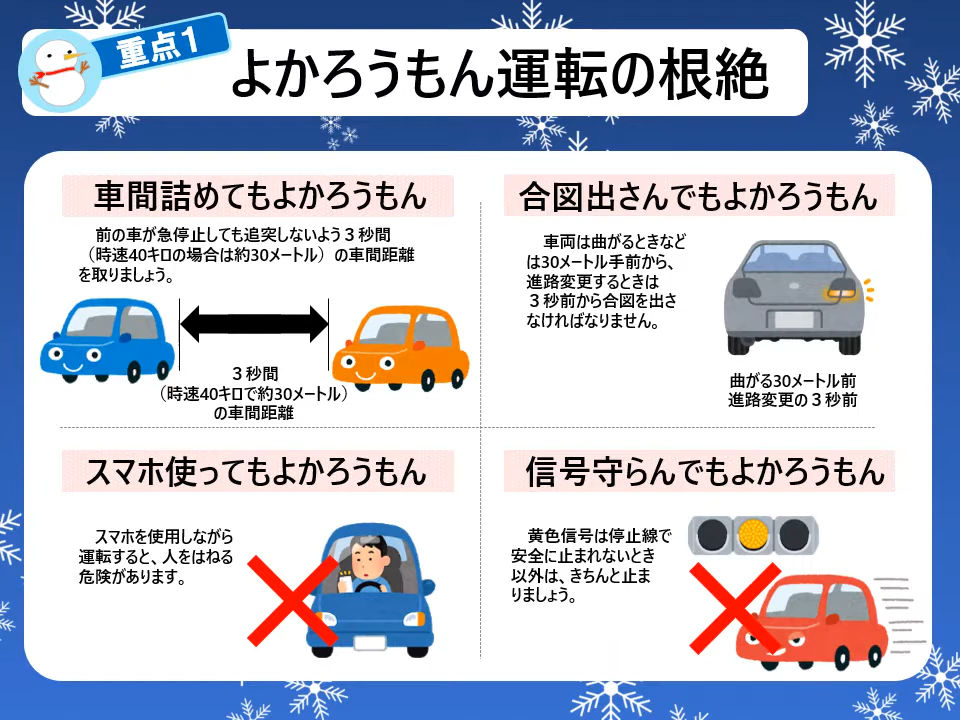 重点1
よかろうもん運転の根絶
車間詰めてもよかろうもん
前の車が急停止しても追突しないよう３秒間
（時速40キロの場合は約30メートル）の車間距離
を取りましょう。
３秒間
（時速40キロで約30メートル）
の車間距離
合図出さんでもよかろうもん
車両は曲がるときなど
は30メートル手前から、
進路変更するときは
３秒前から合図を出さ
なければなりません。
曲がる30メートル前
進路変更の３秒前
スマホ使ってもよかろうもん
スマホを使用しながら
運転すると、人をはねる
危険があります。
信号守らんでもよかろうもん
黄色信号は停止線で
安全に止まれないとき
以外は、きちんと止ま
りましょう。